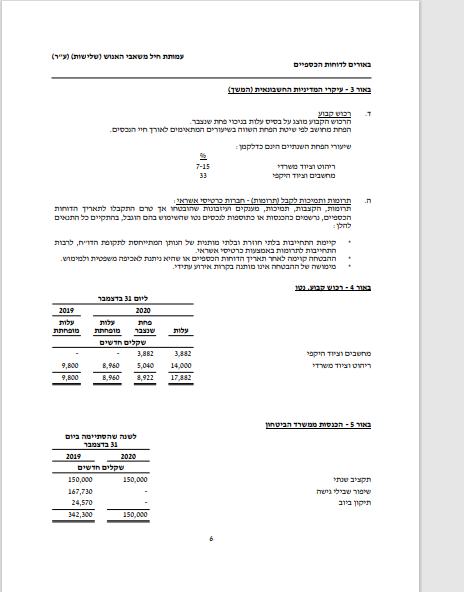 עמותת חיל משאבי האנוש (שלישות) (ע"ר)
באורים לדוחות הכספיים
באור 3 - עיקרי המדיניות החשבונאית (המשך)
ד. רכוש קבוע
הרכוש הקבוע מוצג על בסיס עלות בניכוי פחת שנצבר.
הפחת מחושב לפי שיטת הפחת השווה בשיעורים המתאימים לאורך חיי הנכסים.
שיעורי הפחת השנתיים הינם כדלקמן:
%
ריהוט וציוד משרדי 7-15
מחשבים וציוד היקפי 33
ה. תרומות ותמיכות לקבל (תרומות) - חברות כרטיסי אשראי:
תרומות, הקצבות, תמיכות, מענקים ועיזבונות שהובטחו אך טרם התקבלו לתאריך הדוחות
הכספיים, נרשמים כהכנסות או כתוספות לנכסים נטו שהשימוש בהם הוגבל, בהתקיים כל התנאים
להלן:
* קיימת התחייבות בלתי חוזרת ובלתי מותנית של הנותן המתייחסת לתקופת הדו"ח, לרבות
התחייבות לתרומות באמצעות כרטיסי אשראי.
* ההבטחה קוימה לאחר תאריך הדוחות הכספיים או שהיא ניתנת לאכיפה משפטית ולמימוש.
* מימושה של ההבטחה אינו מותנה בקרות אירוע עתידי.
באור 4 - רכוש קבוע, נטו
ליום 31 בדצמבר
2020 2019
עלות פחת שנצבר עלות מופחתת עלות מופחתת
שקלים חדשים
מחשבים וציוד היקפי 3,882 3,882 - -
ריהוט וציוד משרדי 14,000 5,040 8,960 9,800
17,882 8,922 8,960 9,800
באור 5 - הכנסות ממשרד הביטחון
לשנה שהסתיימה ביום
31 בדצמבר
2020 2019
שקלים חדשים
תקציב שנתי 150,000 150,000
שיפור שבילי גישה - 167,730
תיקון ביוב - 24,570
150,000 342,300
6